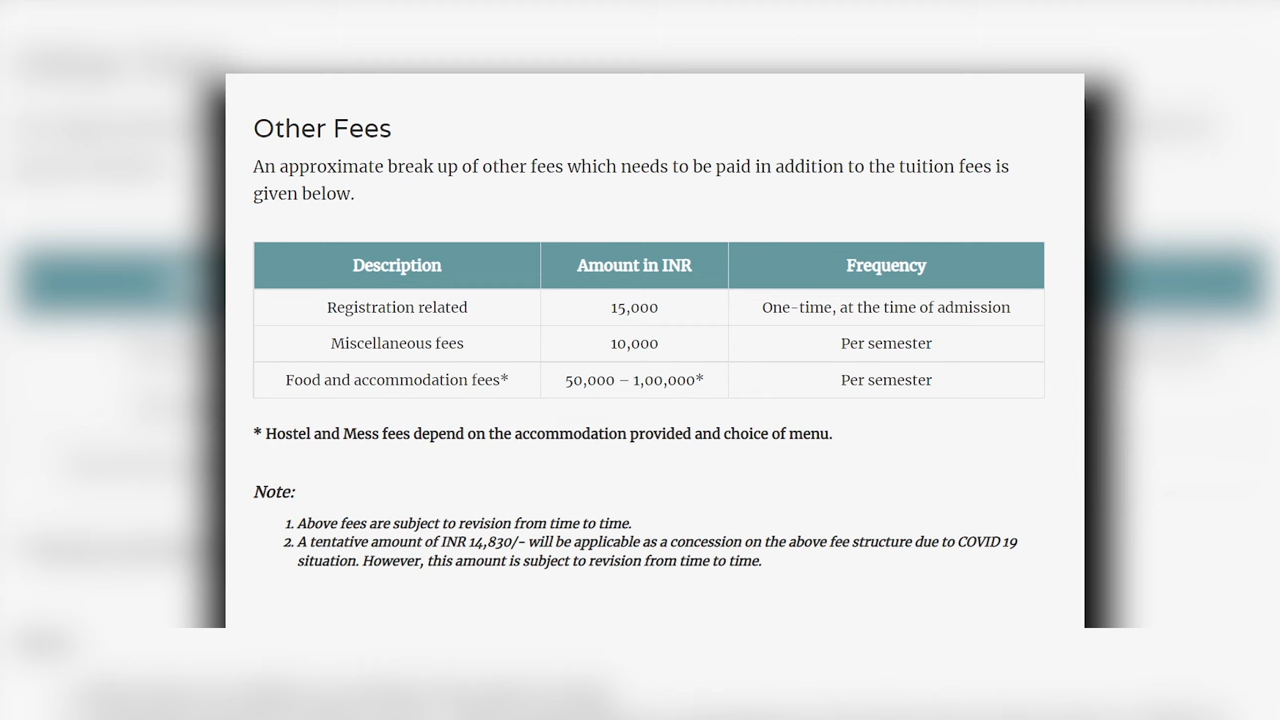 Other Fees
An approximate break up of other fees which needs to be paid in addition to the tuition fees is
given below.
Description Amount in INR Frequency
Registration related 15,000 One-time, at the time of admission
Miscellaneous fees 10,000 Per semester
Food and accommodation fees* 50,000 – 1,00,000* Per semester
* Hostel and Mess fees depend on the accommodation provided and choice of menu.
Note:
1. Above fees are subject to revision from time to time.
2. A tentative amount of INR 14,830/- will be applicable as a concession on the above fee structure due to COVID 19
situation. However, this amount is subject to revision from time to time.